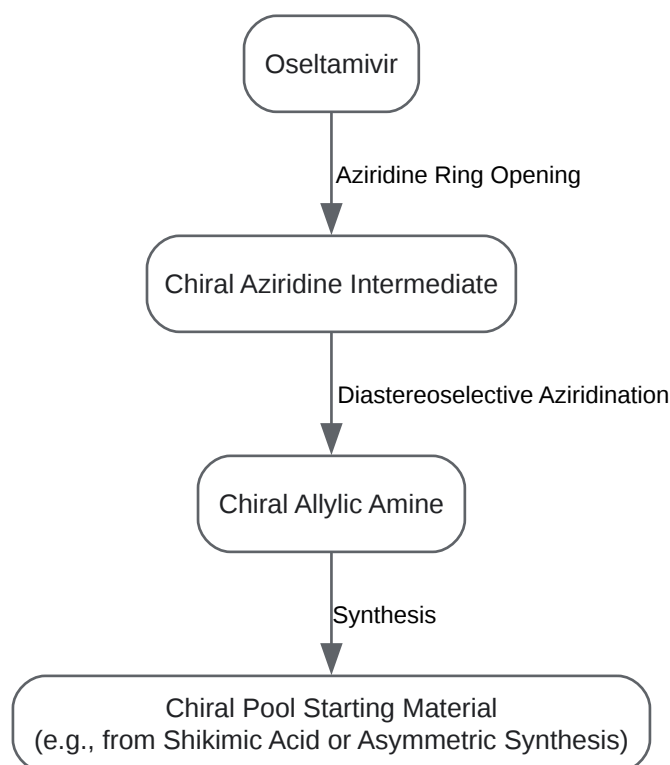 Oseltamivir
Aziridine Ring Opening
Chiral Aziridine Intermediate
Diastereoselective Aziridination
Chiral Allylic Amine
Synthesis
Chiral Pool Starting Material
(e.g., from Shikimic Acid or Asymmetric Synthesis)